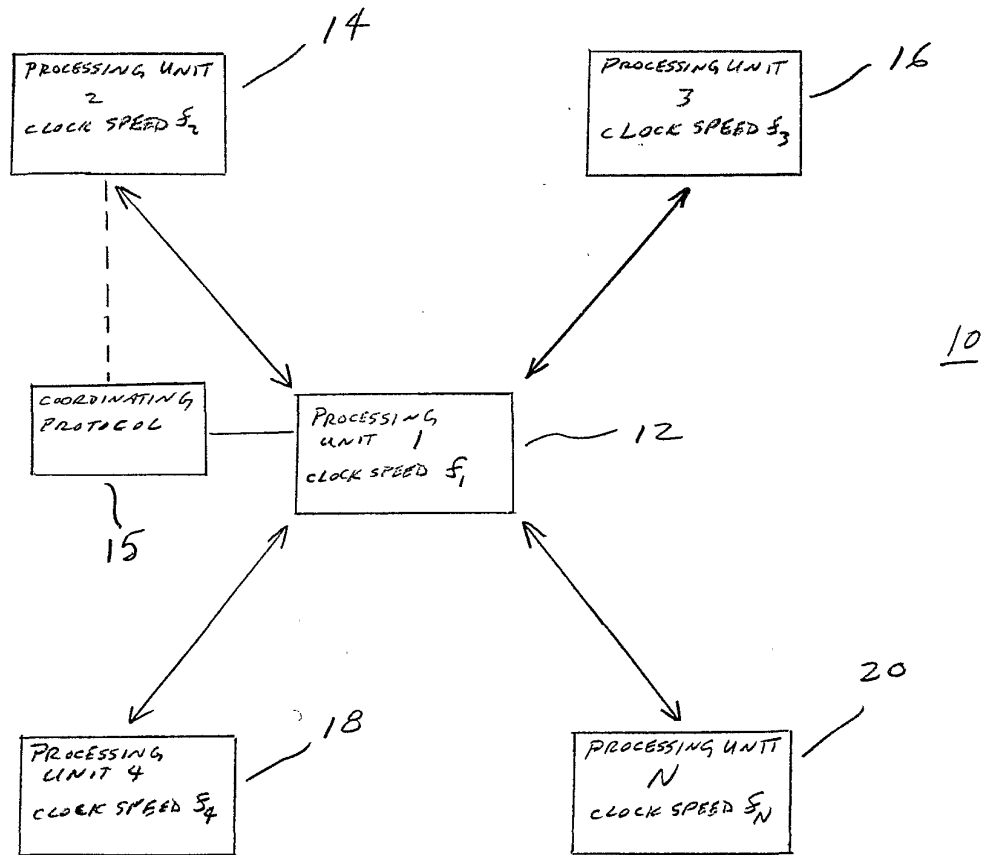 14
PROCESSING UNIT
2
CLOCK SPEED f2
16
PROCESSING UNIT
3
CLOCK SPEED f3
10
COORDINATING
PROTOCOL
15
PROCESSING
UNIT 1
CLOCK SPEED f1
12
18
PROCESSING
UNIT 4
CLOCK SPEED f4
20
PROCESSING UNIT
N
CLOCK SPEED fN